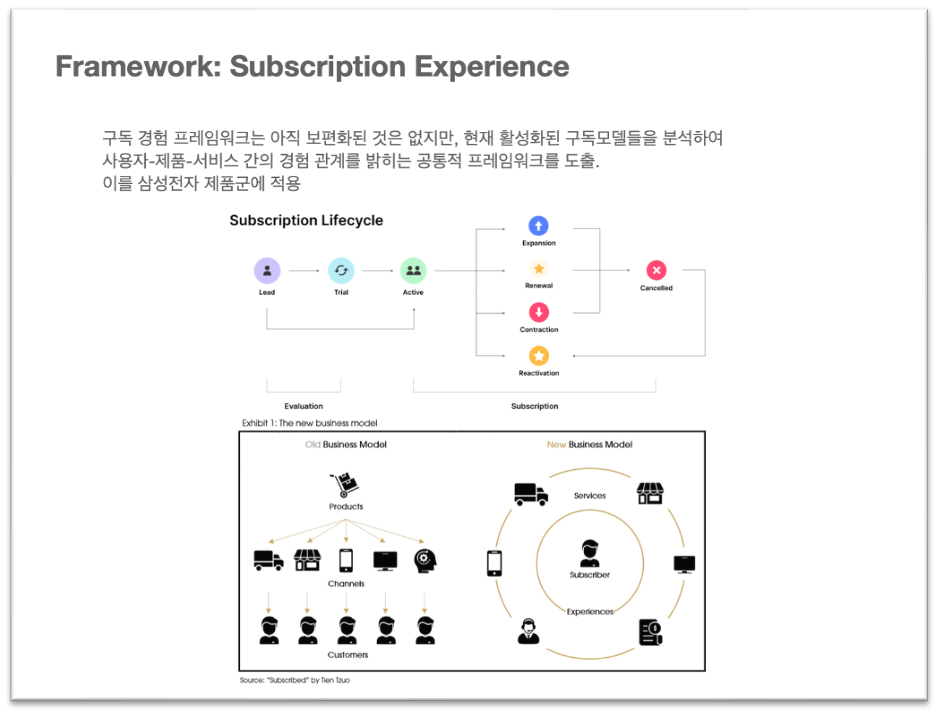 Framework: Subscription Experience
구독 경험 프레임워크는 아직 보편화된 것은 없지만, 현재 활성화된 구독모델들을 분석하여
사용자-제품-서비스 간의 경험 관계를 밝히는 공통적 프레임워크를 도출.
이를 삼성전자 제품군에 적용
Subscription Lifecycle
Lead
Trial
Active
Expansion
Renewal
Contraction
Reactivation
Cancelled
Evaluation
Subscription
Exhibit 1: The new business model
Old Business Model
Products
Channels
Customers
New Business Model
Services
Subscriber
Experiences
Source: "Subscribed" by Tien Tzuo